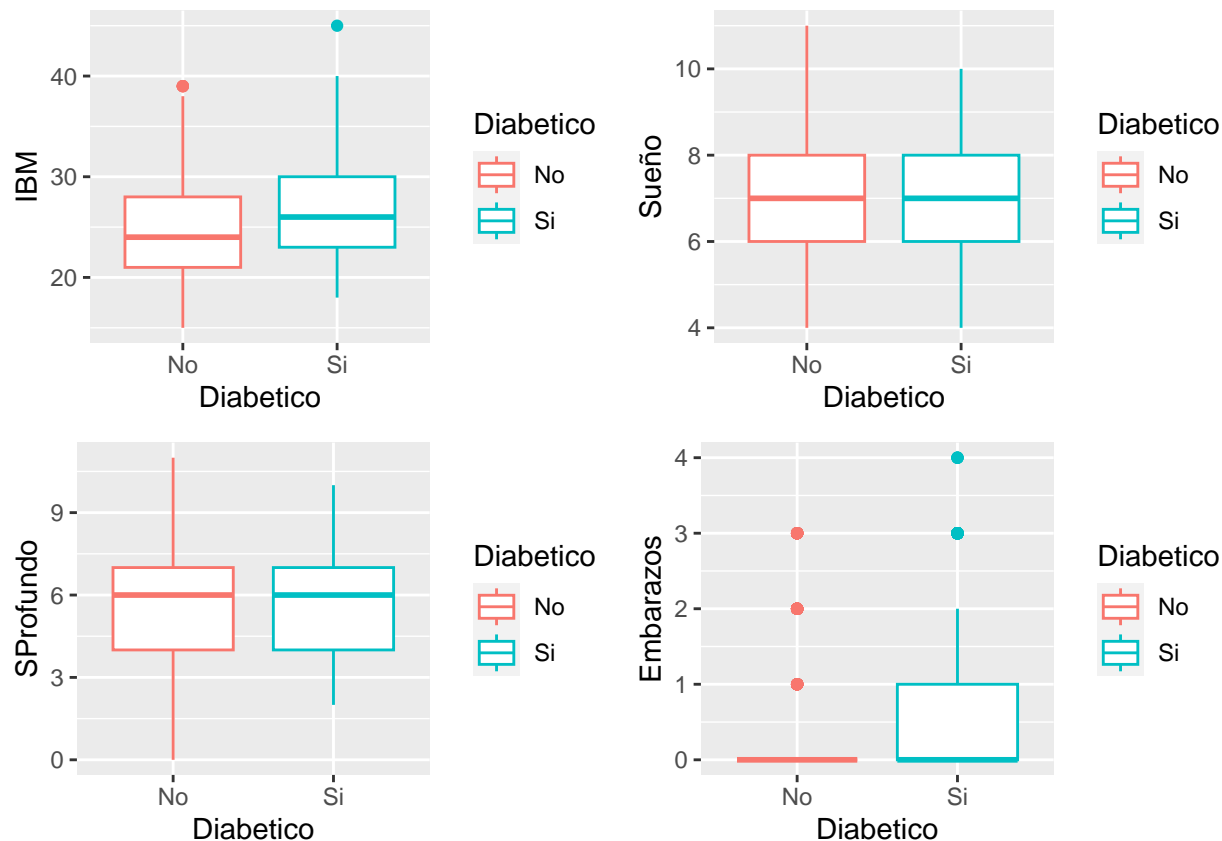 IBM
40
30
20
No
Si
Diabetico
Diabetico
No
Si
Sueño
10
8
6
4
No
Si
Diabetico
Diabetico
No
Si
SProfundo
9
6
3
0
No
Si
Diabetico
Diabetico
No
Si
Embarazos
4
3
2
1
0
No
Si
Diabetico
Diabetico
No
Si